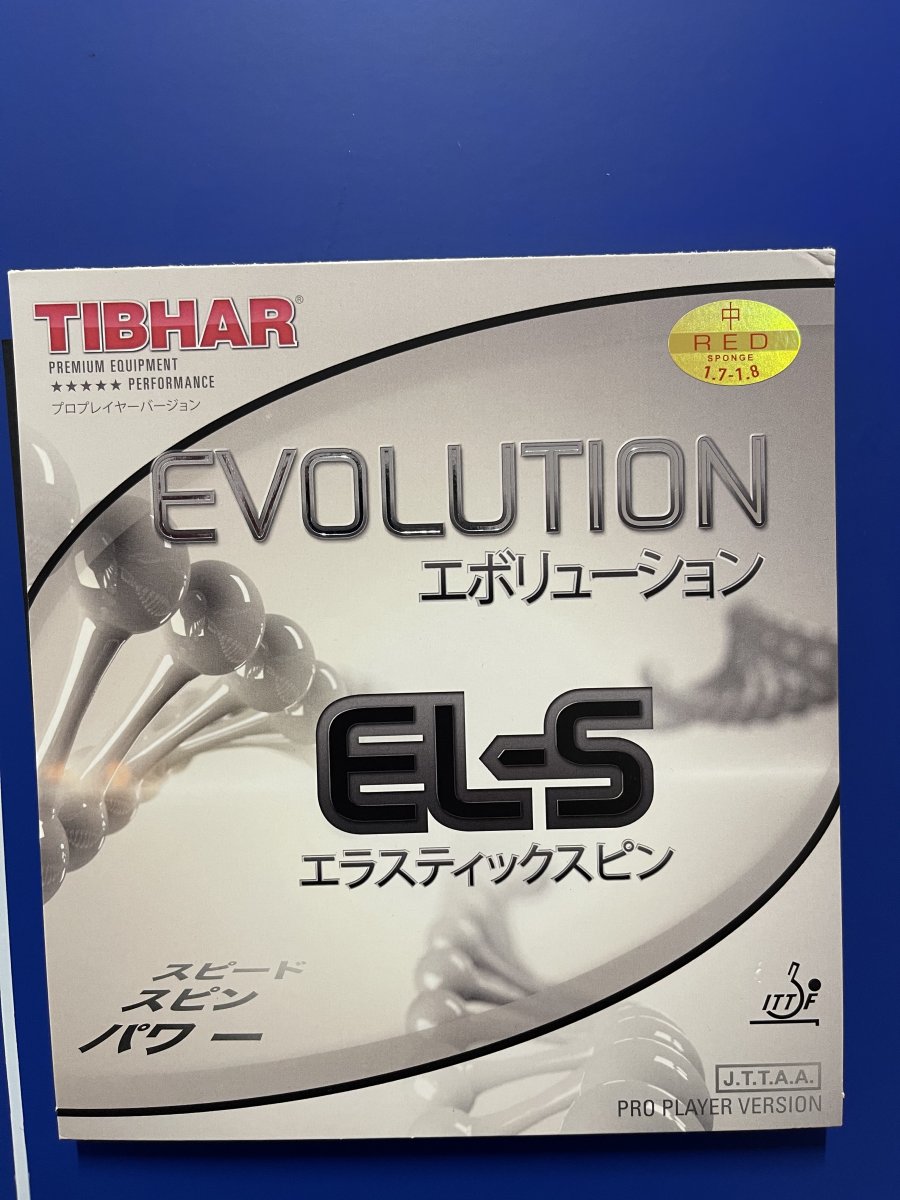 TIBHAR®
PREMIUM EQUIPMENT
★★★★★ PERFORMANCE
プロプレイヤーバージョン
中
RED
SPONGE
1.7-1.8
EVOLUTION
エボリューション
EL-S
エラスティックスピン
スピード
スピン
パワー
ITTF
J.T.T.A.A.
PRO PLAYER VERSION